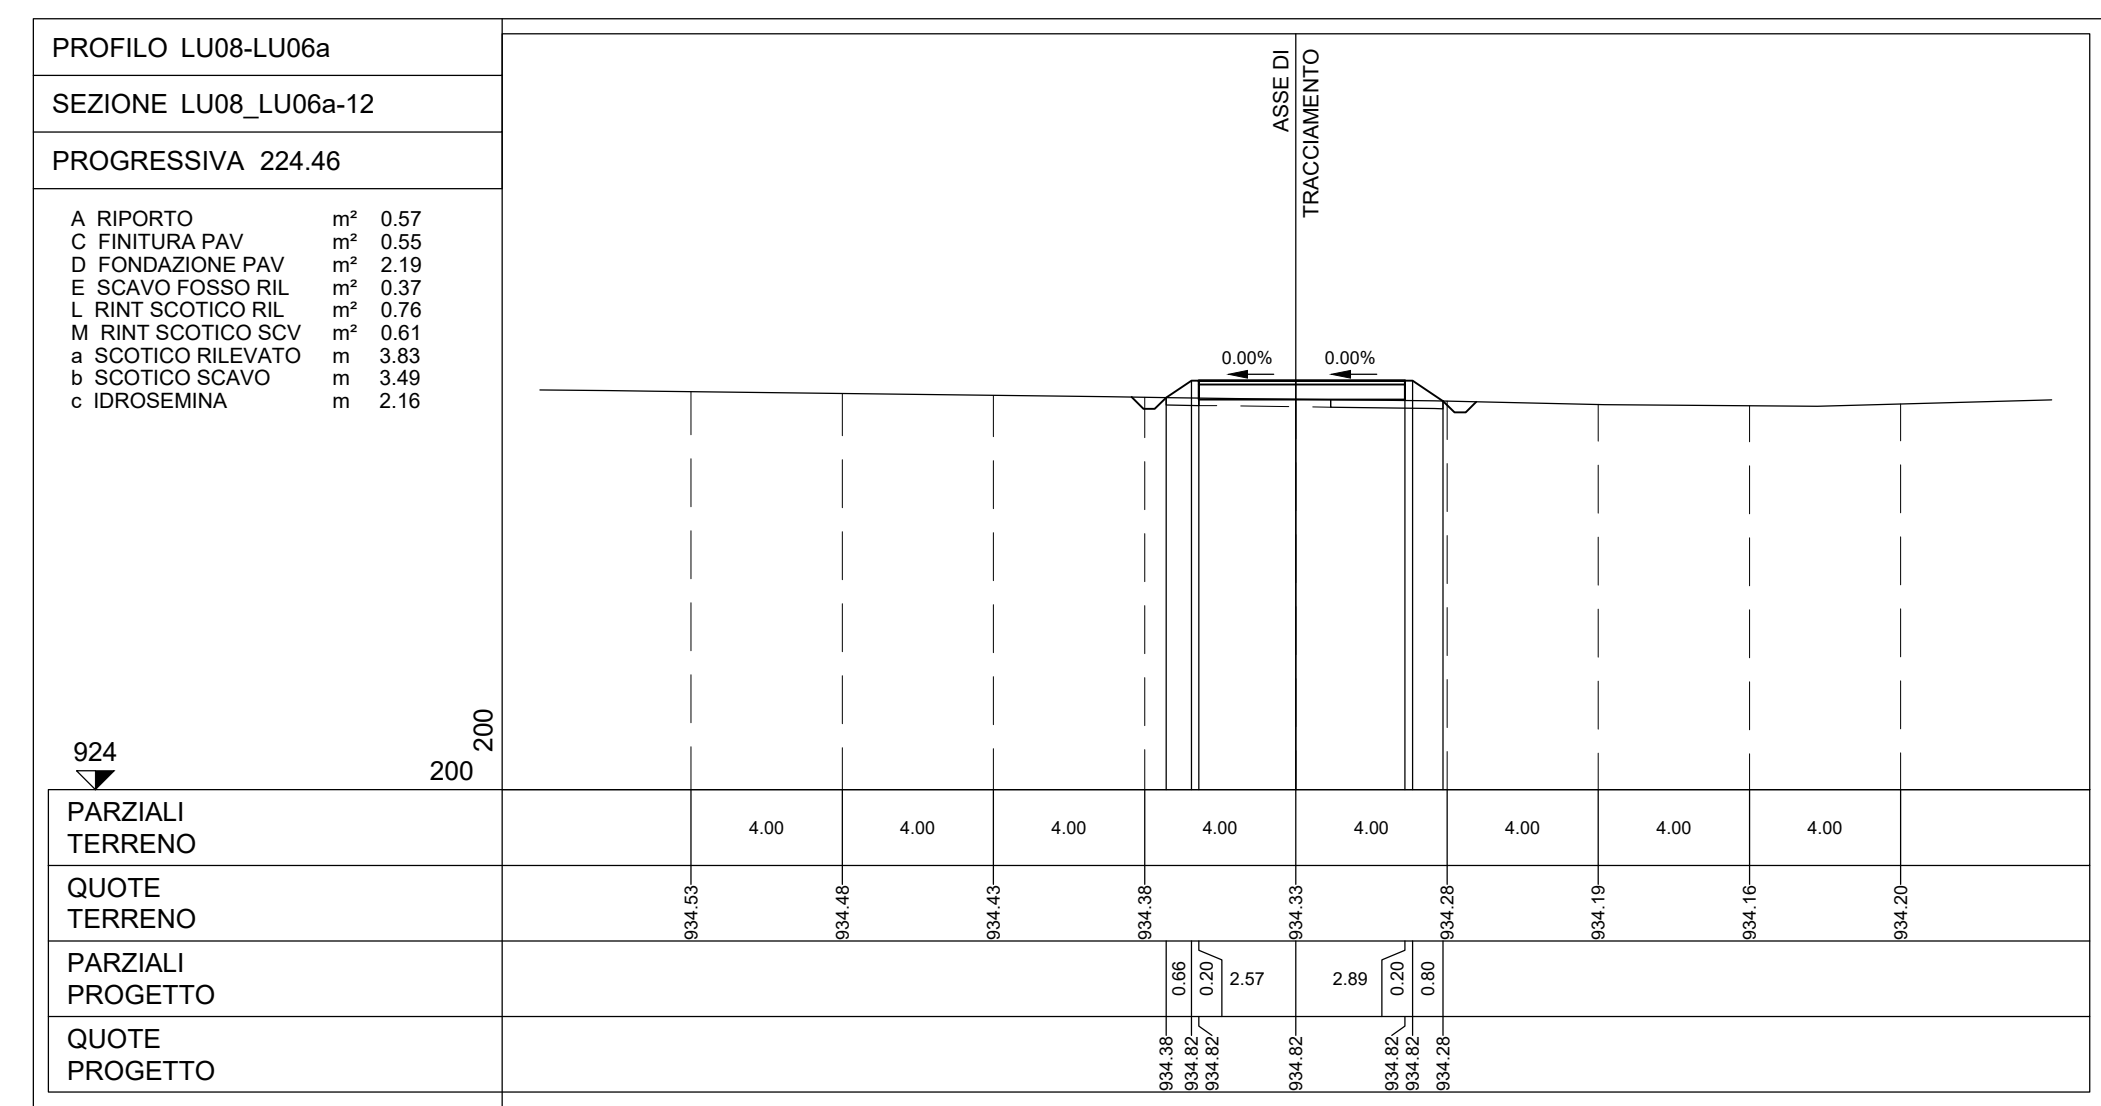 PROFILO LU08-LU06a
SEZIONE LU08_LU06a-12
PROGRESSIVA 224.46
A RIPORTO m² 0.57
C FINITURA PAV m² 0.55
D FONDAZIONE PAV m² 2.19
E SCAVO FOSSO RIL m² 0.37
L RINT SCOTICO RIL m² 0.76
M RINT SCOTICO SCV m² 0.61
a SCOTICO RILEVATO m 3.83
b SCOTICO SCAVO m 3.49
c IDROSEMINA m 2.16
ASSE DI
TRACCIAMENTO
0.00% 0.00%
924
200
200
PARZIALI
TERRENO
4.00 4.00 4.00 4.00 4.00 4.00 4.00 4.00
QUOTE
TERRENO
934.53 934.48 934.43 934.38 934.33 934.28 934.19 934.16 934.20
PARZIALI
PROGETTO
0.66 0.20 2.57 2.89 0.20 0.80
QUOTE
PROGETTO
934.38 934.82 934.82 934.82 934.82 934.82 934.28